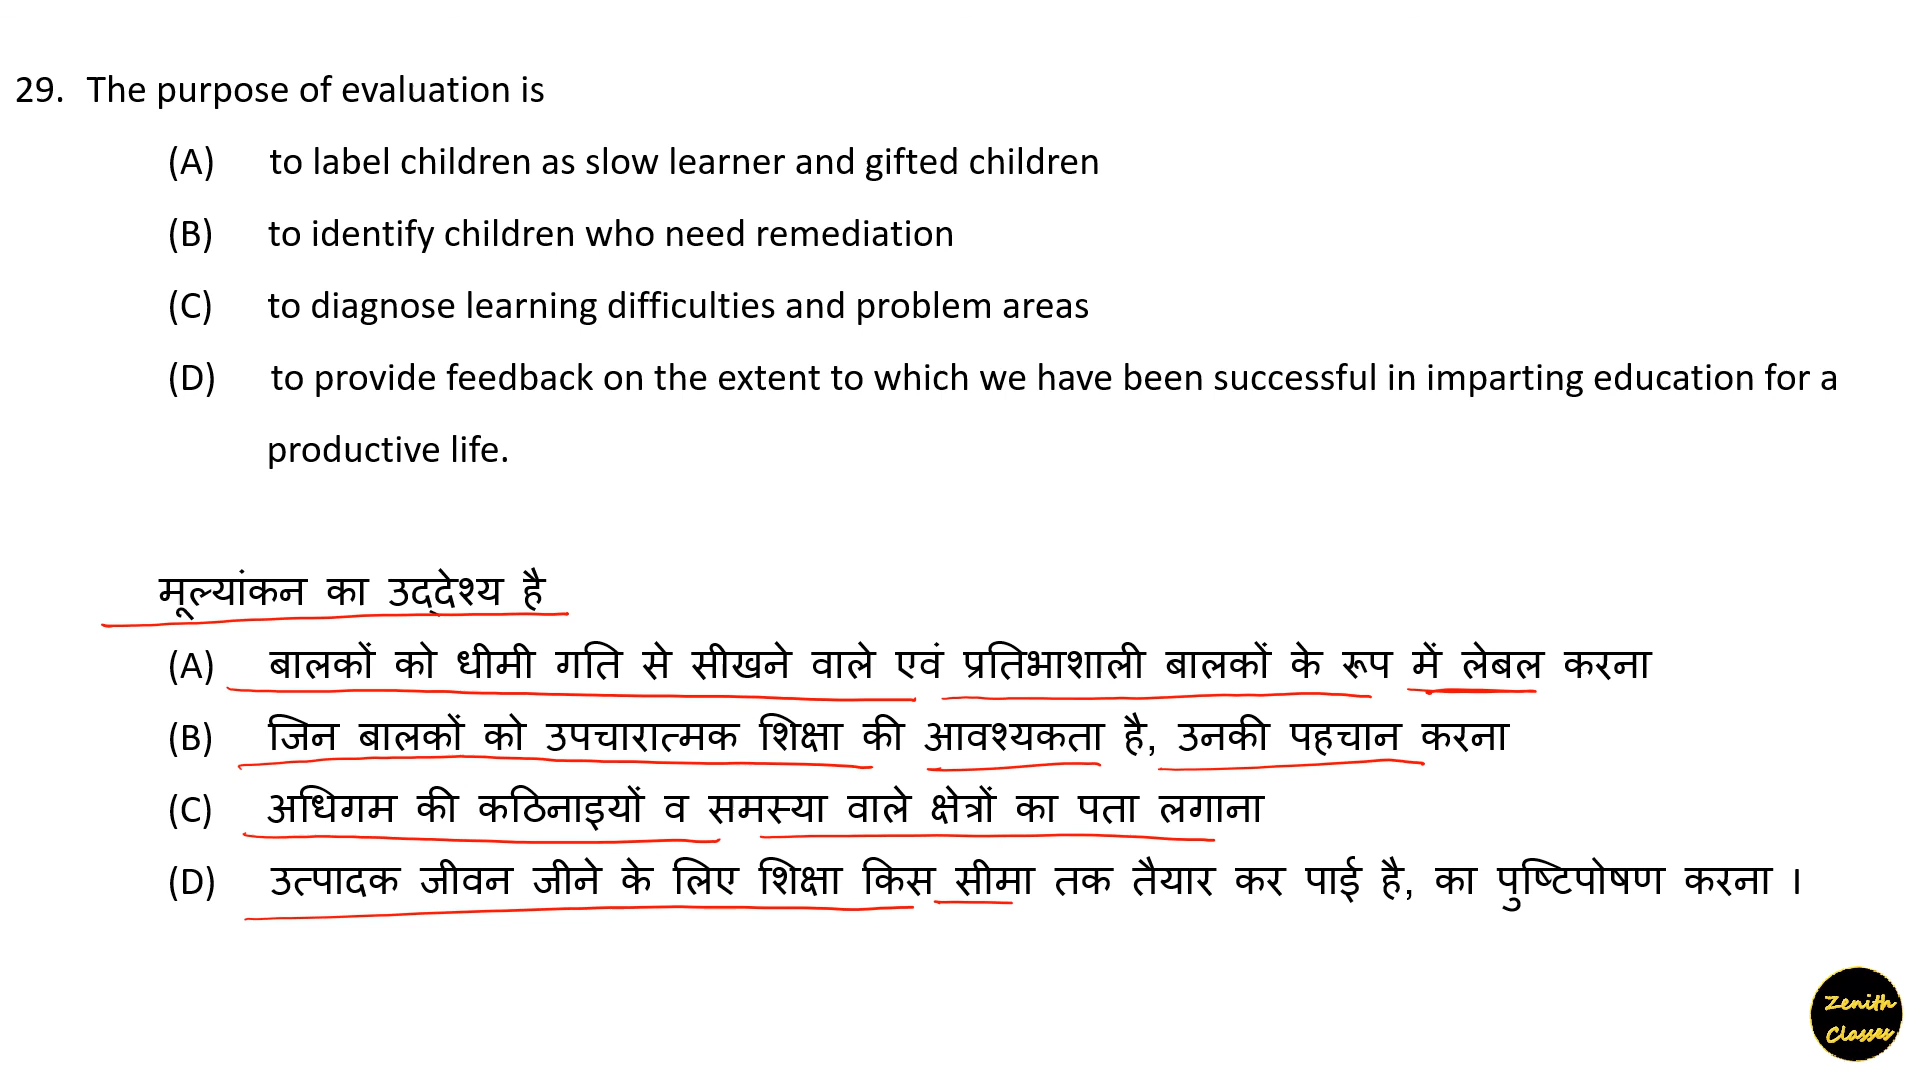 29. The purpose of evaluation is
(A) to label children as slow learner and gifted children
(B) to identify children who need remediation
(C) to diagnose learning difficulties and problem areas
(D) to provide feedback on the extent to which we have been successful in imparting education for a
productive life.
मूल्यांकन का उद्देश्य है
(A) बालकों को धीमी गति से सीखने वाले एवं प्रतिभाशाली बालकों के रूप में लेबल करना
(B) जिन बालकों को उपचारात्मक शिक्षा की आवश्यकता है, उनकी पहचान करना
(C) अधिगम की कठिनाइयों व समस्या वाले क्षेत्रों का पता लगाना
(D) उत्पादक जीवन जीने के लिए शिक्षा किस सीमा तक तैयार कर पाई है, का पुष्टिपोषण करना ।
Zenith
Classes